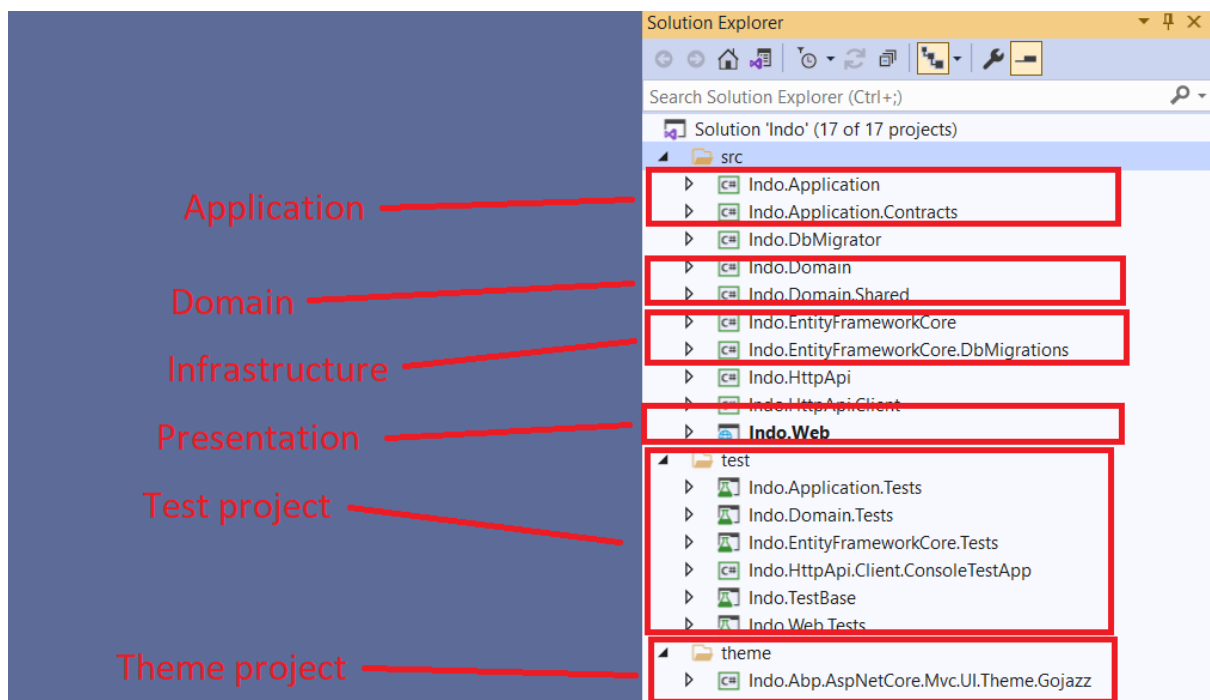 Solution Explorer
Search Solution Explorer (Ctrl+;)
Solution 'Indo' (17 of 17 projects)
src
Application
Indo.Application
Indo.Application.Contracts
Indo.DbMigrator
Domain
Indo.Domain
Indo.Domain.Shared
Infrastructure
Indo.EntityFrameworkCore
Indo.EntityFrameworkCore.DbMigrations
Indo.HttpApi
Indo.HttpApi.Client
Presentation
Indo.Web
test
Test project
Indo.Application.Tests
Indo.Domain.Tests
Indo.EntityFrameworkCore.Tests
Indo.HttpApi.Client.ConsoleTestApp
Indo.TestBase
Indo.Web.Tests
theme
Theme project
Indo.Abp.AspNetCore.Mvc.UI.Theme.Gojazz